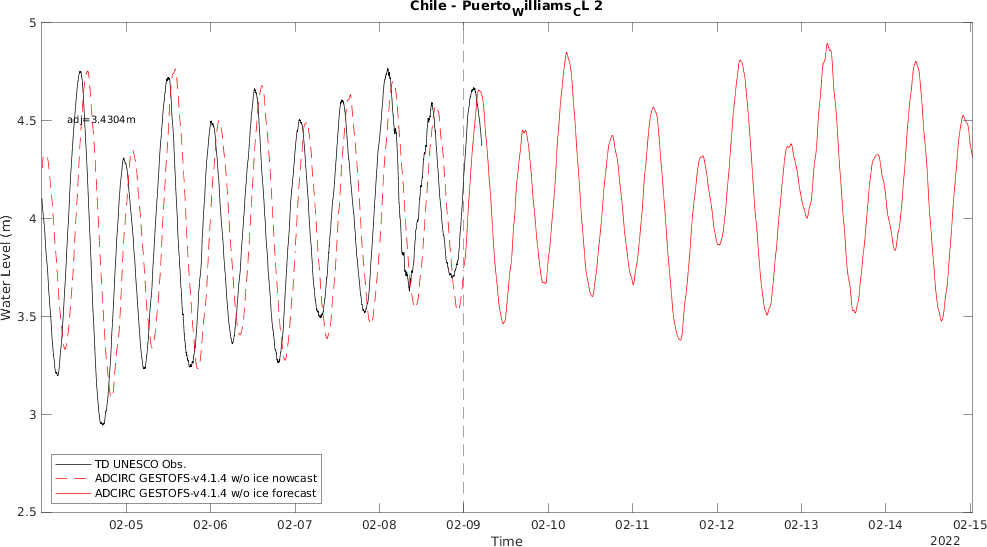 Chile - PuertoWilliamsCL 2
5
4.5
4
3.5
3
2.5
Water Level (m)
adj=3.4304m
TD UNESCO Obs.
ADCIRC GESTOFS-v4.1.4 w/o ice nowcast
ADCIRC GESTOFS-v4.1.4 w/o ice forecast
02-05 02-06 02-07 02-08 02-09 02-10 02-11 02-12 02-13 02-14 02-15
Time
2022